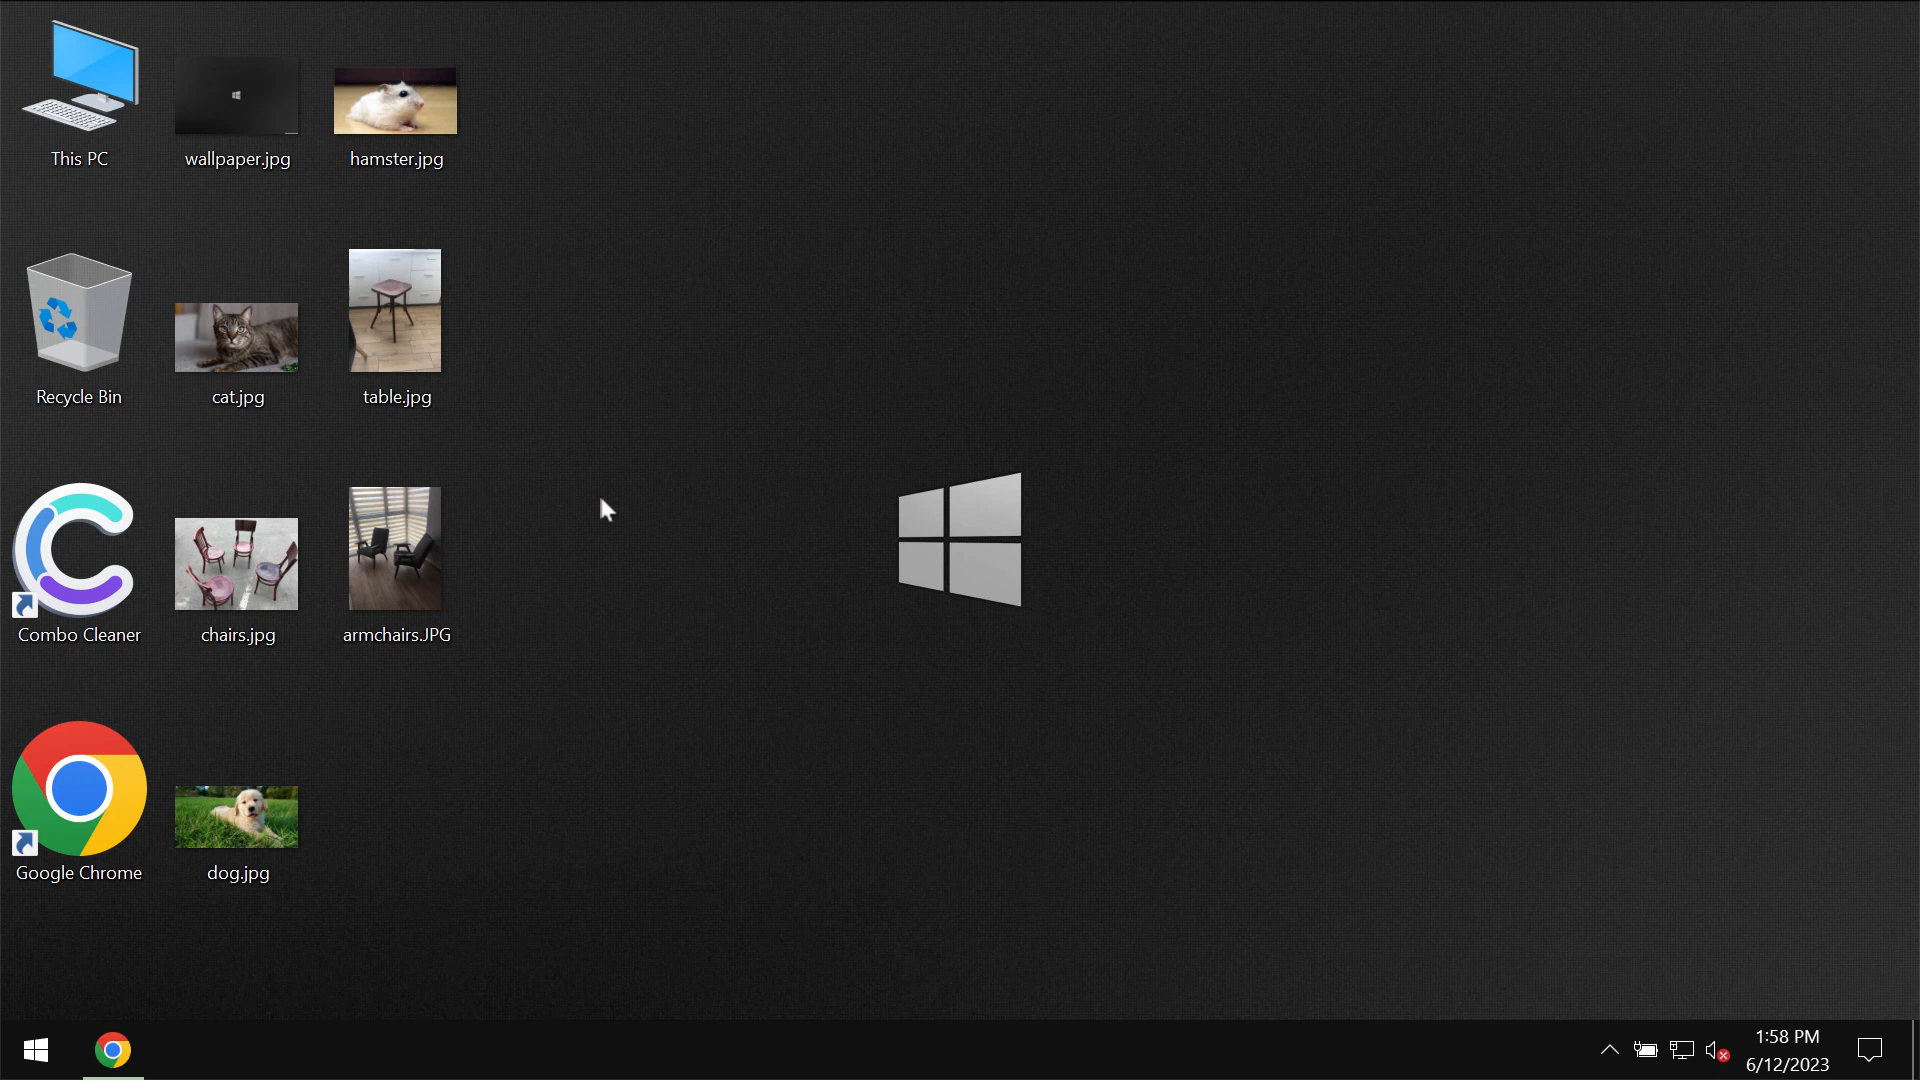 This PC
wallpaper.jpg
hamster.jpg
Recycle Bin
cat.jpg
table.jpg
Combo Cleaner
chairs.jpg
armchairs.JPG
Google Chrome
dog.jpg
1:58 PM
6/12/2023